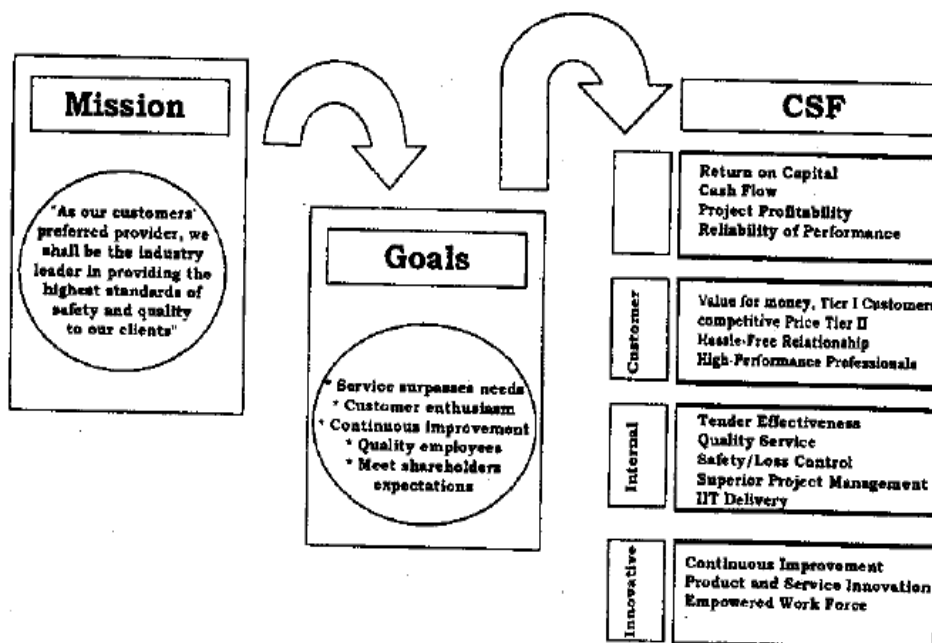 Mission
"As our customers'
preferred provider, we
shall be the industry
leader in providing the
highest standards of
safety and quality
to our clients"
Goals
* Service surpasses needs
* Customer enthusiasm
* Continuous Improvement
* Quality employees
* Meet shareholders
expectations
CSF
Return on Capital
Cash Flow
Project Profitability
Reliability of Performance
Customer
Value for money, Tier I Customers
competitive Price Tier II
Hassle-Free Relationship
High-Performance Professionals
Internal
Tender Effectiveness
Quality Service
Safety/Loss Control
Superior Project Management
Delivery
Innovative
Continuous Improvement
Product and Service Innovation
Empowered Work Force